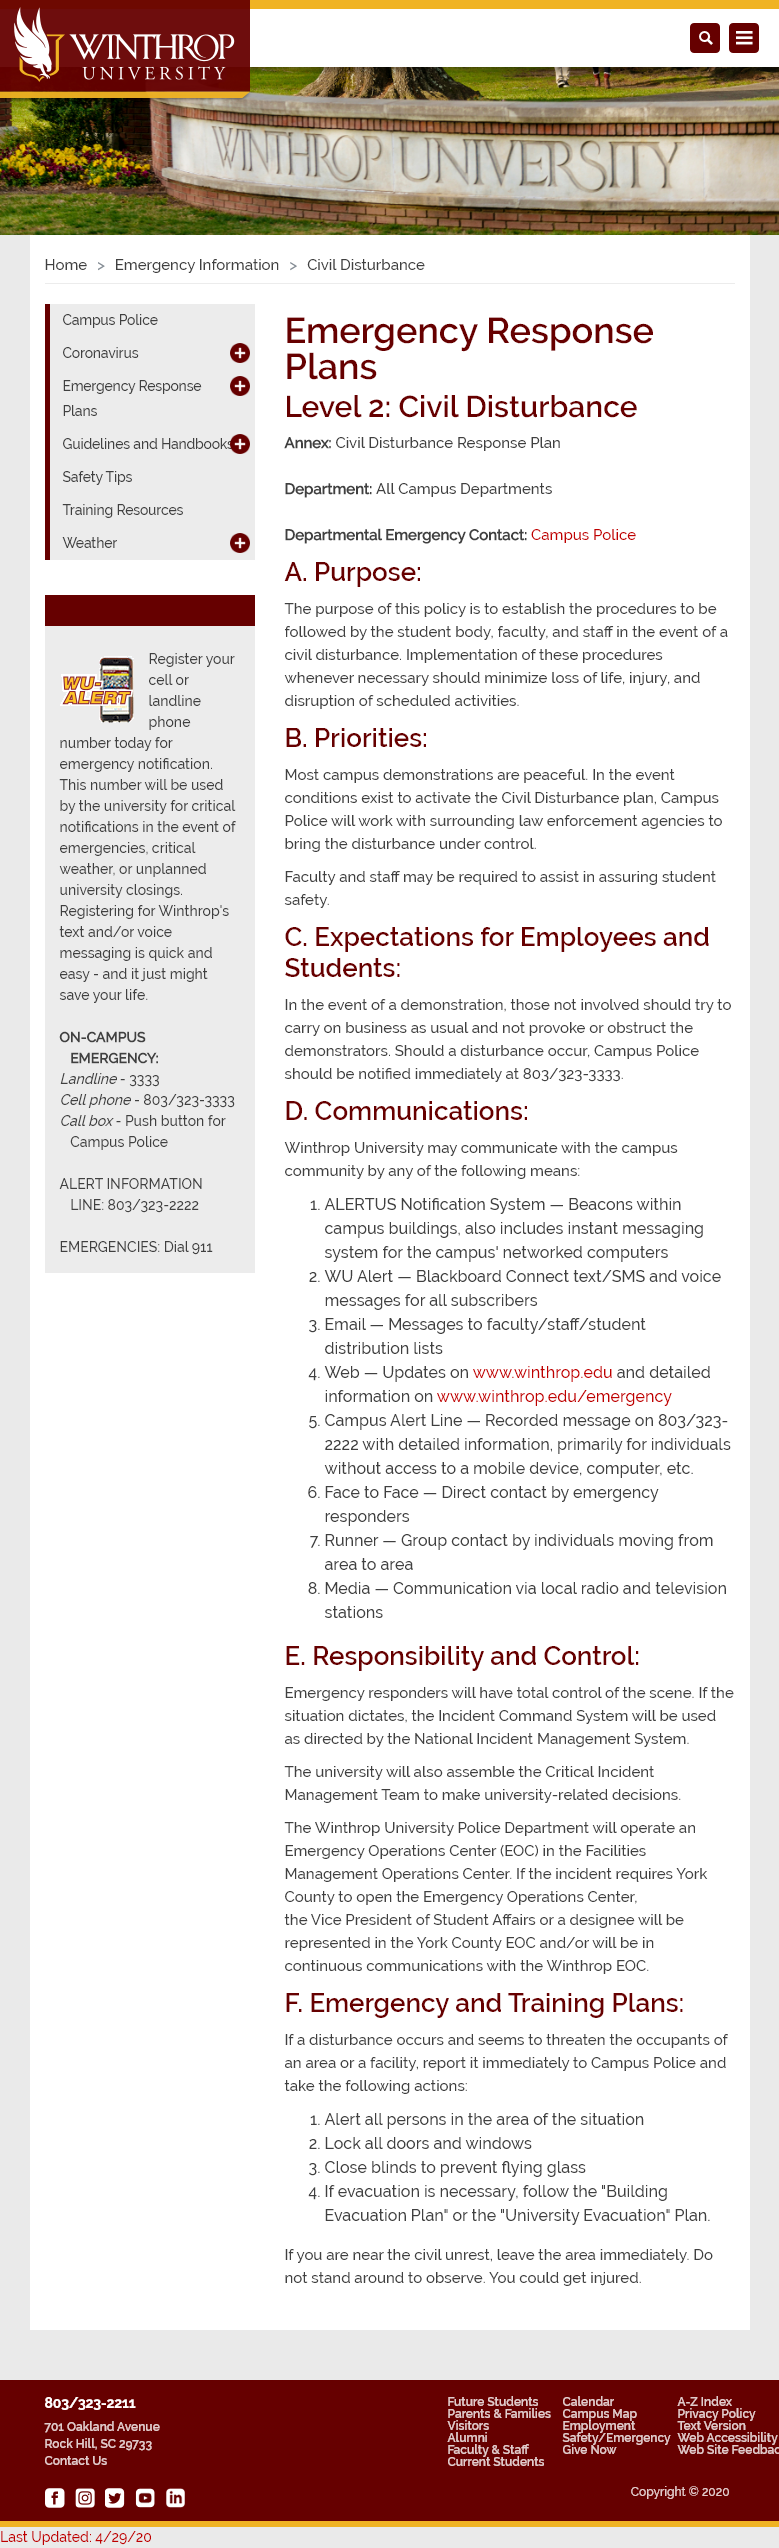 WINTHROP
UNIVERSITY
WINTHROP UNIVERSITY
Home > Emergency Information > Civil Disturbance
Campus Police
Coronavirus
Emergency Response
Plans
Guidelines and Handbooks
Safety Tips
Training Resources
Weather
WU-
ALERT
Register your
cell or
landline
phone
number today for
emergency notification.
This number will be used
by the university for critical
notifications in the event of
emergencies, critical
weather, or unplanned
university closings.
Registering for Winthrop's
text and/or voice
messaging is quick and
easy - and it just might
save your life.
ON-CAMPUS
EMERGENCY:
Landline - 3333
Cell phone - 803/323-3333
Call box - Push button for
Campus Police
ALERT INFORMATION
LINE: 803/323-2222
EMERGENCIES: Dial 911
Emergency Response
Plans
Level 2: Civil Disturbance
Annex: Civil Disturbance Response Plan
Department: All Campus Departments
Departmental Emergency Contact: Campus Police
A. Purpose:
The purpose of this policy is to establish the procedures to be
followed by the student body, faculty, and staff in the event of a
civil disturbance. Implementation of these procedures
whenever necessary should minimize loss of life, injury, and
disruption of scheduled activities.
B. Priorities:
Most campus demonstrations are peaceful. In the event
conditions exist to activate the Civil Disturbance plan, Campus
Police will work with surrounding law enforcement agencies to
bring the disturbance under control.
Faculty and staff may be required to assist in assuring student
safety.
C. Expectations for Employees and
Students:
In the event of a demonstration, those not involved should try to
carry on business as usual and not provoke or obstruct the
demonstrators. Should a disturbance occur, Campus Police
should be notified immediately at 803/323-3333.
D. Communications:
Winthrop University may communicate with the campus
community by any of the following means:
1. ALERTUS Notification System — Beacons within
campus buildings, also includes instant messaging
system for the campus' networked computers
2. WU Alert — Blackboard Connect text/SMS and voice
messages for all subscribers
3. Email — Messages to faculty/staff/student
distribution lists
4. Web — Updates on www.winthrop.edu and detailed
information on www.winthrop.edu/emergency
5. Campus Alert Line — Recorded message on 803/323-
2222 with detailed information, primarily for individuals
without access to a mobile device, computer, etc.
6. Face to Face — Direct contact by emergency
responders
7. Runner — Group contact by individuals moving from
area to area
8. Media — Communication via local radio and television
stations
E. Responsibility and Control:
Emergency responders will have total control of the scene. If the
situation dictates, the Incident Command System will be used
as directed by the National Incident Management System.
The university will also assemble the Critical Incident
Management Team to make university-related decisions.
The Winthrop University Police Department will operate an
Emergency Operations Center (EOC) in the Facilities
Management Operations Center. If the incident requires York
County to open the Emergency Operations Center,
the Vice President of Student Affairs or a designee will be
represented in the York County EOC and/or will be in
continuous communications with the Winthrop EOC.
F. Emergency and Training Plans:
If a disturbance occurs and seems to threaten the occupants of
an area or a facility, report it immediately to Campus Police and
take the following actions:
1. Alert all persons in the area of the situation
2. Lock all doors and windows
3. Close blinds to prevent flying glass
4. If evacuation is necessary, follow the "Building
Evacuation Plan" or the "University Evacuation" Plan.
If you are near the civil unrest, leave the area immediately. Do
not stand around to observe. You could get injured.
803/323-2211
701 Oakland Avenue
Rock Hill, SC 29733
Contact Us
Future Students
Parents & Families
Visitors
Alumni
Faculty & Staff
Current Students
Calendar
Campus Map
Employment
Safety/Emergency
Give Now
A-Z Index
Privacy Policy
Text Version
Web Accessibility
Web Site Feedbac
Copyright © 2020
Last Updated: 4/29/20